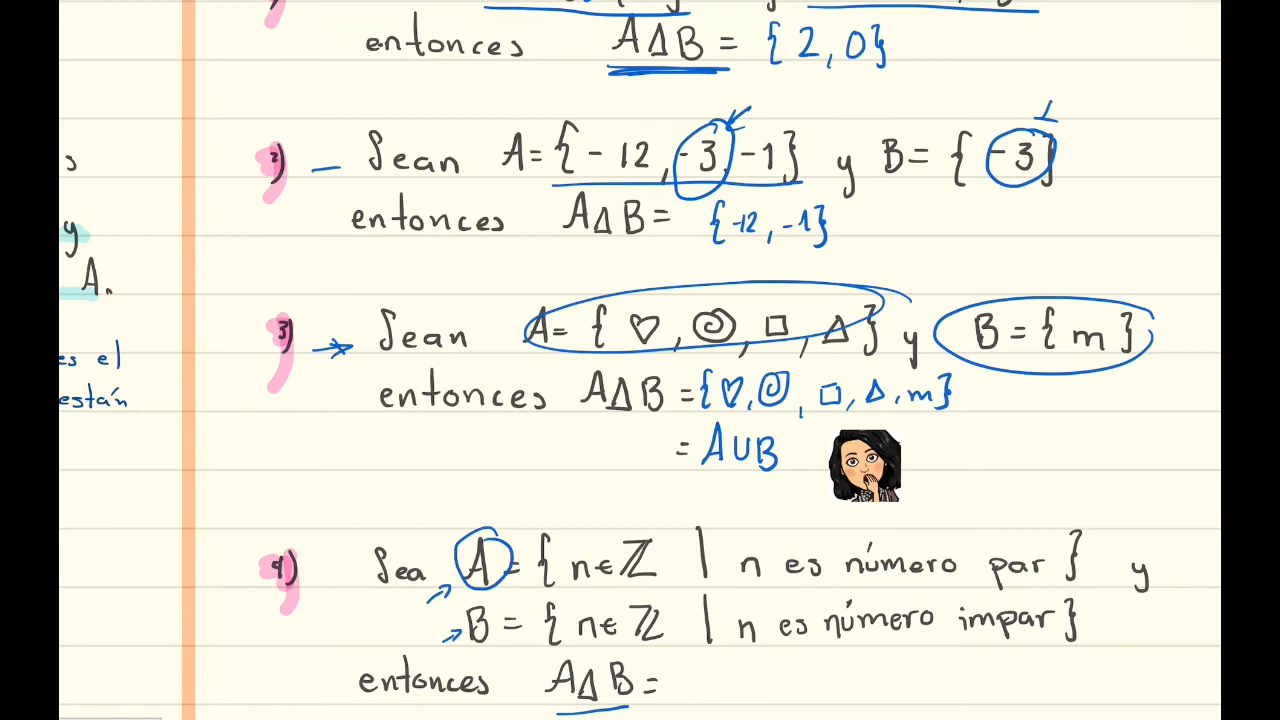 entonces A∆B = {2, 0}
2) - Sean A = {-12, -3, -1} y B = {-3}
entonces A∆B = {-12, -1}
3) → Sean A = {♡, ꩜, □, △} y B = {m}
entonces A∆B = {♡, ꩜, □, △, m}
= A∪B
4) Sea A = {n∈ℤ | n es número par} y
B = {n∈ℤ | n es número impar}
entonces A∆B =
s
y
A.
es el
están